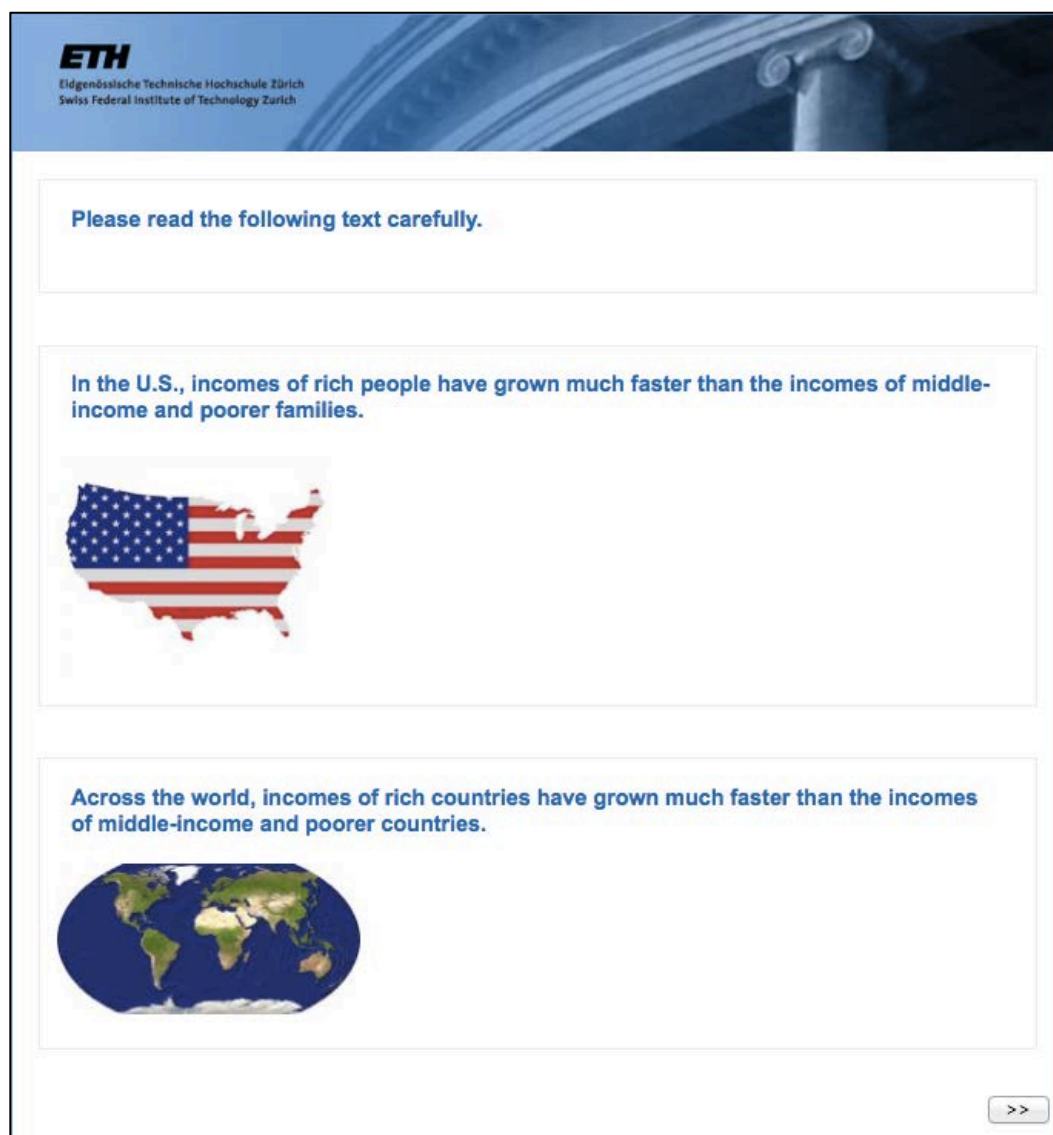 ETH
Eidgenössische Technische Hochschule Zürich
Swiss Federal Institute of Technology Zurich
Please read the following text carefully.
In the U.S., incomes of rich people have grown much faster than the incomes of middle-
income and poorer families.
Across the world, incomes of rich countries have grown much faster than the incomes
of middle-income and poorer countries.
>>